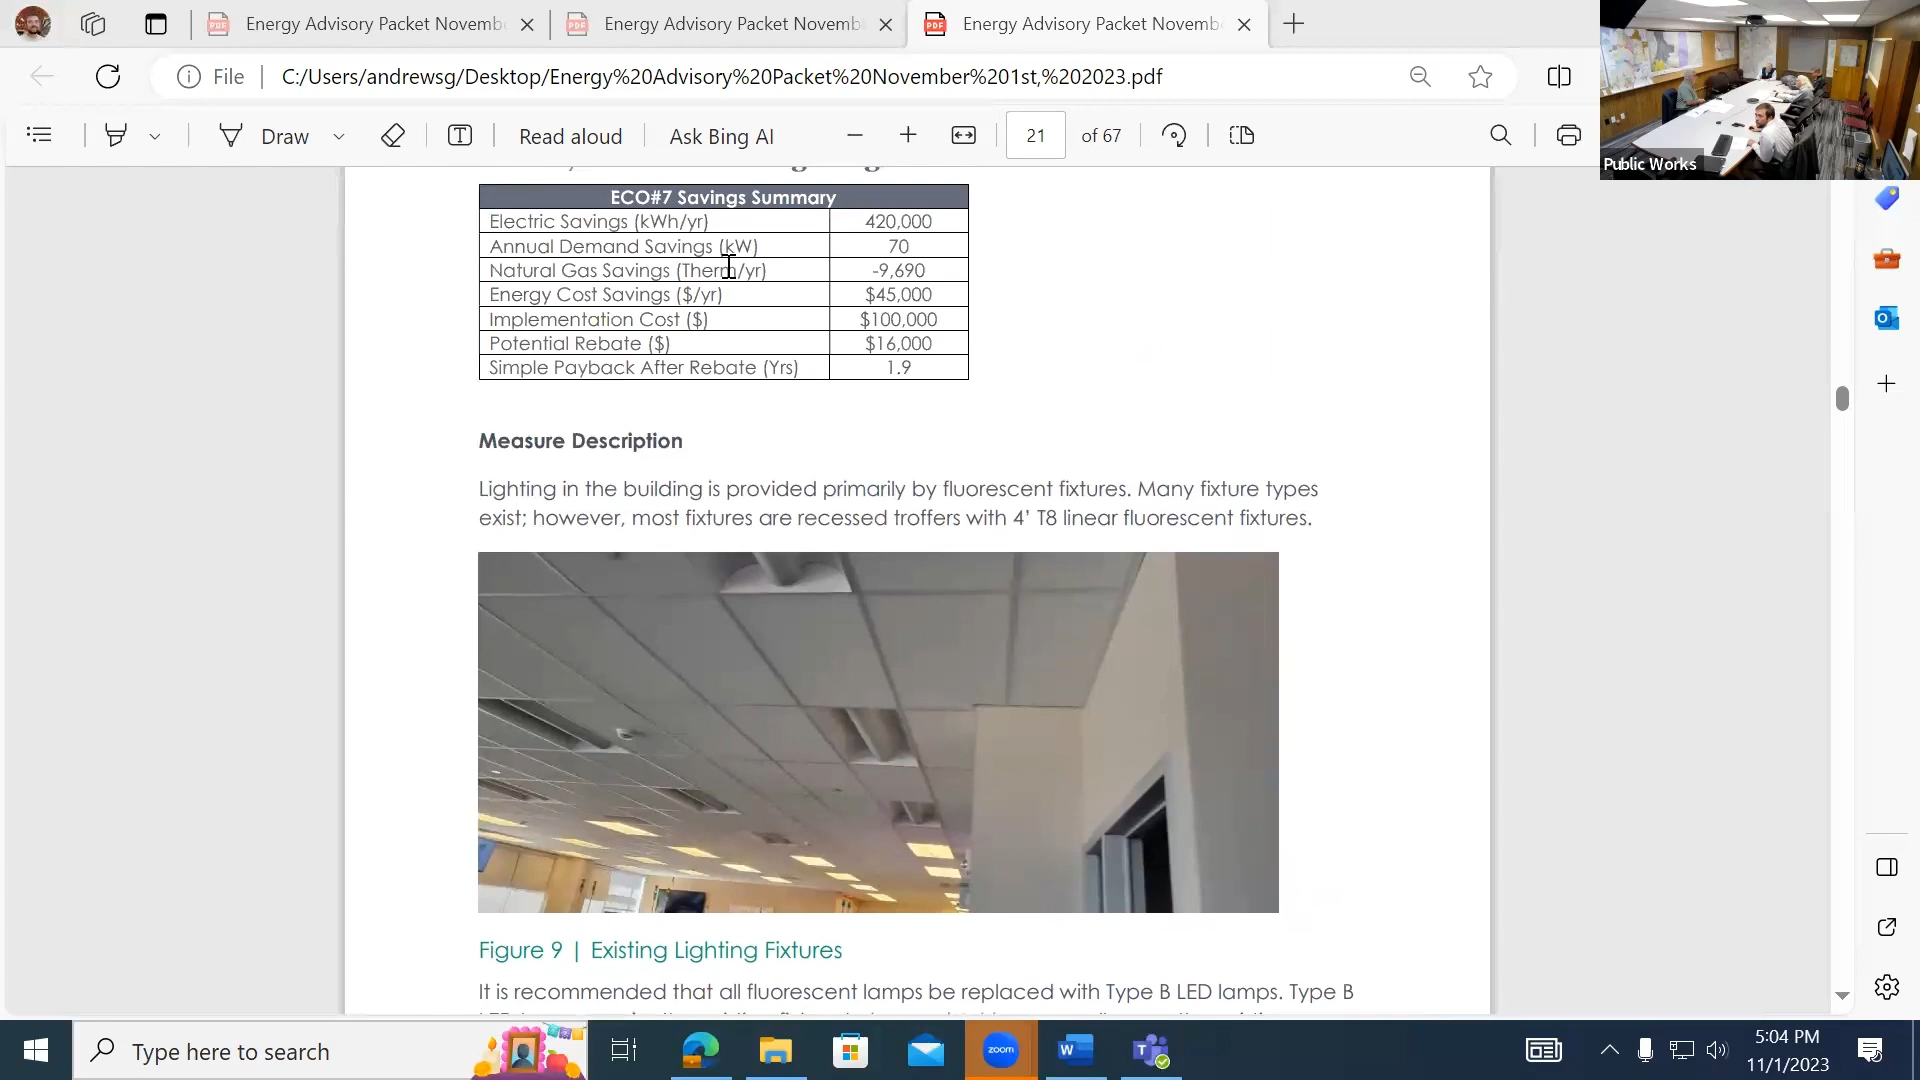 Energy Advisory Packet Novemb
Energy Advisory Packet Novemb
Energy Advisory Packet Novemb
File
C:/Users/andrewsg/Desktop/Energy%20Advisory%20Packet%20November%201st,%202023.pdf
Draw
Read aloud
Ask Bing AI
21
of 67
Public Works
ECO#7 Savings Summary
Electric Savings (kWh/yr) 420,000
Annual Demand Savings (kW) 70
Natural Gas Savings (Therm/yr) -9,690
Energy Cost Savings ($/yr) $45,000
Implementation Cost ($) $100,000
Potential Rebate ($) $16,000
Simple Payback After Rebate (Yrs) 1.9
Measure Description
Lighting in the building is provided primarily by fluorescent fixtures. Many fixture types
exist; however, most fixtures are recessed troffers with 4’ T8 linear fluorescent fixtures.
Figure 9 | Existing Lighting Fixtures
It is recommended that all fluorescent lamps be replaced with Type B LED lamps. Type B
Type here to search
zoom
5:04 PM
11/1/2023